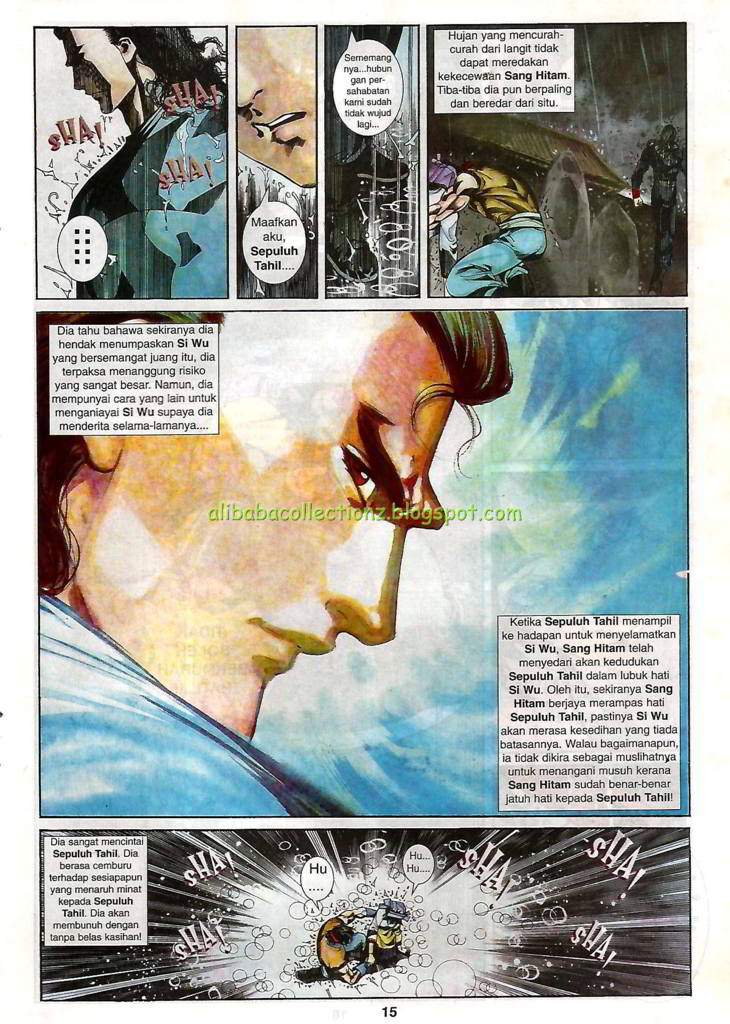 SHA!
SHA!
SHA!
Maafkan
aku,
Sepuluh
Tahil....
Sememang
nya...hubun
gan per-
sahabatan
kami sudah
tidak wujud
lagi...
Hujan yang mencurah-
curah dari langit tidak
dapat meredakan
kekecewaan Sang Hitam.
Tiba-tiba dia pun berpaling
dan beredar dari situ.
Dia tahu bahawa sekiranya dia
hendak menumpaskan Si Wu
yang bersemangat juang itu, dia
terpaksa menanggung risiko
yang sangat besar. Namun, dia
mempunyai cara yang lain untuk
menganiayai Si Wu supaya dia
menderita selama-lamanya....
alibabacollectionz.blogspot.com
Ketika Sepuluh Tahil menampil
ke hadapan untuk menyelamatkan
Si Wu, Sang Hitam telah
menyedari akan kedudukan
Sepuluh Tahil dalam lubuk hati
Si Wu. Oleh itu, sekiranya Sang
Hitam berjaya merampas hati
Sepuluh Tahil, pastinya Si Wu
akan merasa kesedihan yang tiada
batasannya. Walau bagaimanapun,
ia tidak dikira sebagai muslihatnya
untuk menangani musuh kerana
Sang Hitam sudah benar-benar
jatuh hati kepada Sepuluh Tahil!
Dia sangat mencintai
Sepuluh Tahil. Dia
berasa cemburu
terhadap sesiapapun
yang menaruh minat
kepada Sepuluh
Tahil. Dia akan
membunuh dengan
tanpa belas kasihan!
SHA!
SHA!
Hu
....
Hu...
Hu....
SHA!
SHA!
SHA!
15